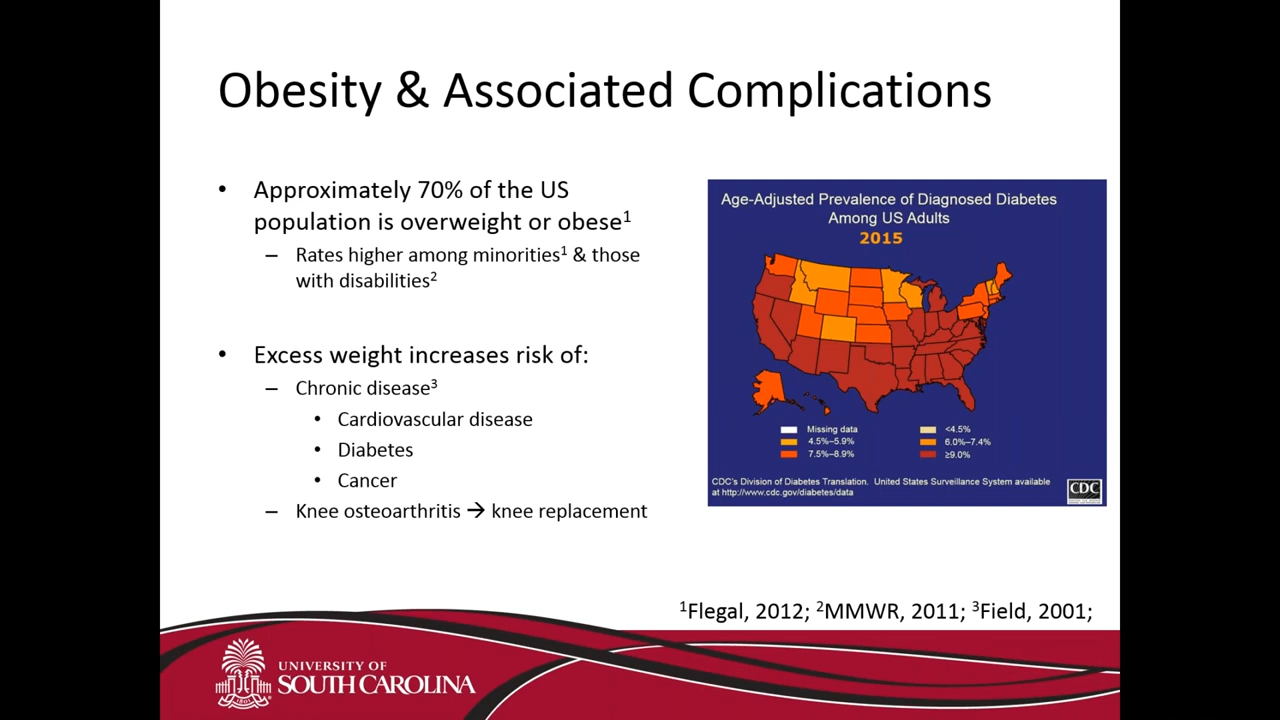 Obesity & Associated Complications
• Approximately 70% of the US
population is overweight or obese¹
– Rates higher among minorities¹ & those
with disabilities²
• Excess weight increases risk of:
– Chronic disease³
• Cardiovascular disease
• Diabetes
• Cancer
– Knee osteoarthritis → knee replacement
Age-Adjusted Prevalence of Diagnosed Diabetes
Among US Adults
2015
Missing data
<4.5%
4.5%–5.9%
6.0%–7.4%
7.5%–8.9%
≥9.0%
CDC's Division of Diabetes Translation. United States Surveillance System available
at http://www.cdc.gov/diabetes/data
CDC
¹Flegal, 2012; ²MMWR, 2011; ³Field, 2001;
UNIVERSITY OF
SOUTH CAROLINA
1801